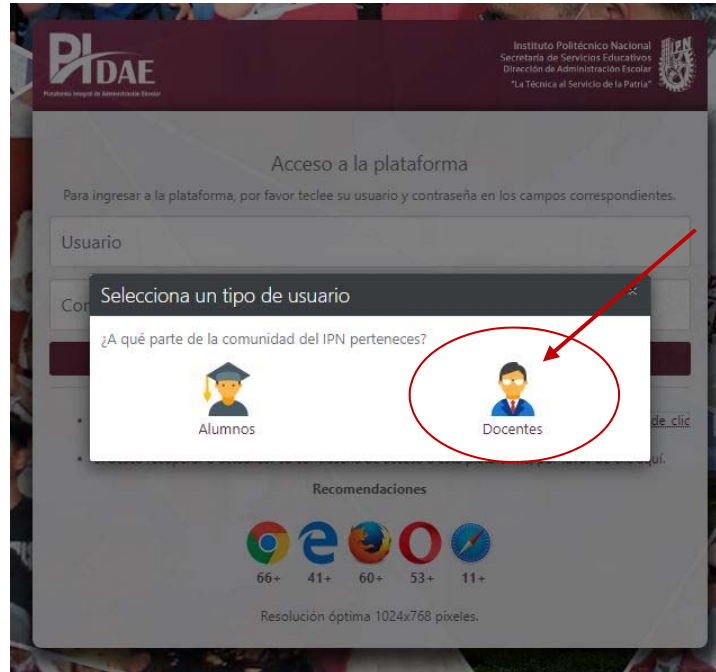 PIDAE
Plataforma Integral de Administración Escolar
Instituto Politécnico Nacional
Secretaría de Servicios Educativos
Dirección de Administración Escolar
"La Técnica al Servicio de la Patria"
IPN
Acceso a la plataforma
Para ingresar a la plataforma, por favor teclee su usuario y contraseña en los campos correspondientes.
Usuario
Con
Selecciona un tipo de usuario
×
¿A qué parte de la comunidad del IPN perteneces?
Alumnos
Docentes
de clic
Recomendaciones
66+ 41+ 60+ 53+ 11+
Resolución óptima 1024x768 pixeles.